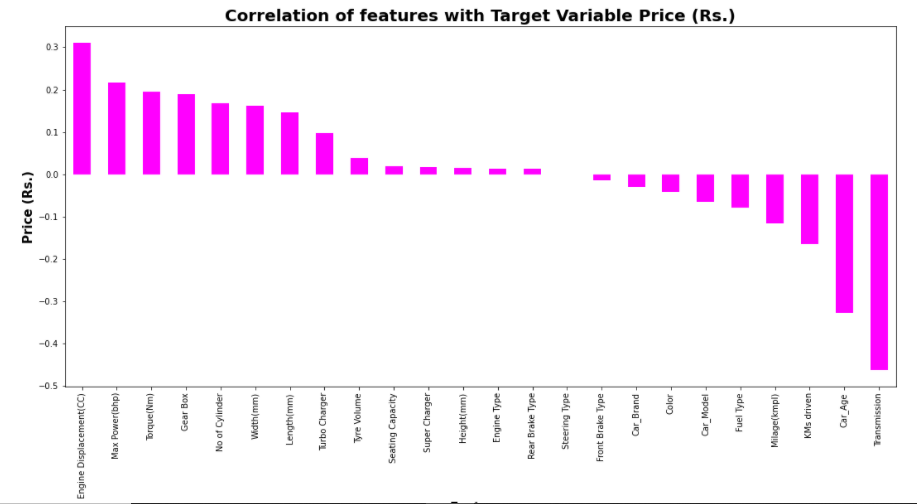 Correlation of features with Target Variable Price (Rs.)
Price (Rs.)
0.3
0.2
0.1
0.0
−0.1
−0.2
−0.3
−0.4
−0.5
Engine Displacement(CC)
Max Power(bhp)
Torque(Nm)
Gear Box
No of Cylinder
Width(mm)
Length(mm)
Turbo Charger
Tyre Volume
Seating Capacity
Super Charger
Height(mm)
Engine Type
Rear Brake Type
Steering Type
Front Brake Type
Car_Brand
Color
Car_Model
Fuel Type
Milage(kmpl)
KMs driven
Car_Age
Transmission